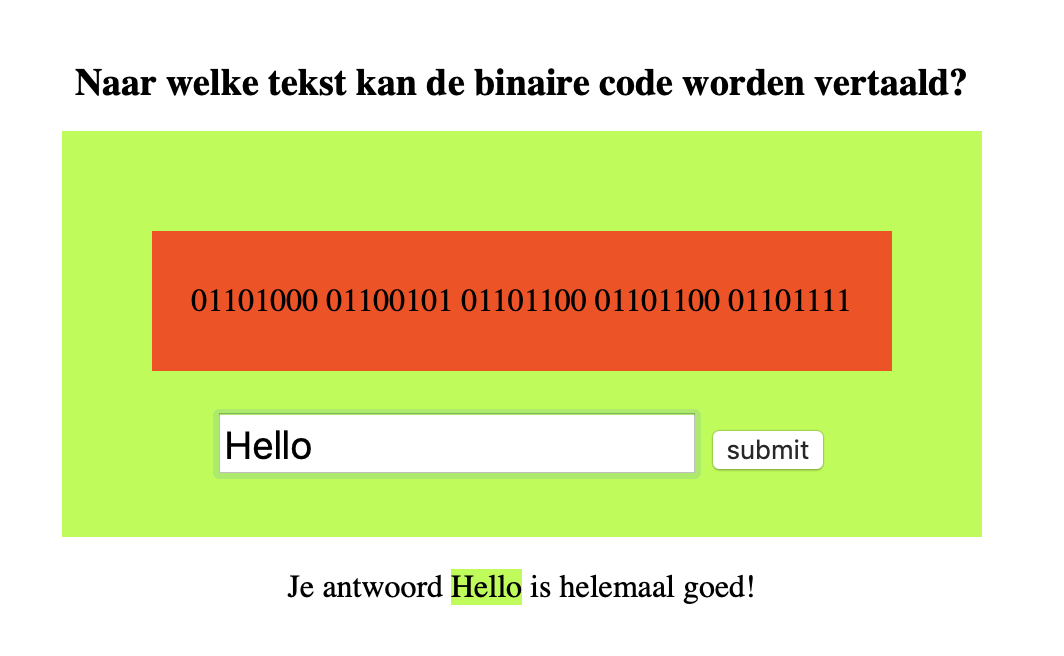 Naar welke tekst kan de binaire code worden vertaald?
01101000 01100101 01101100 01101100 01101111
Hello
submit
Je antwoord Hello is helemaal goed!